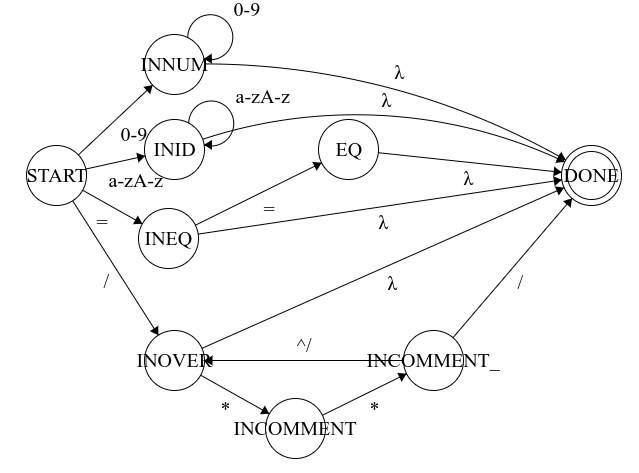 0-9
INNUM
λ
a-zA-z
λ
0-9
INID
EQ
START
a-zA-z
λ
DONE
=
=
INEQ
λ
/
λ
/
^/
INOVER
INCOMMENT_
*
*
INCOMMENT